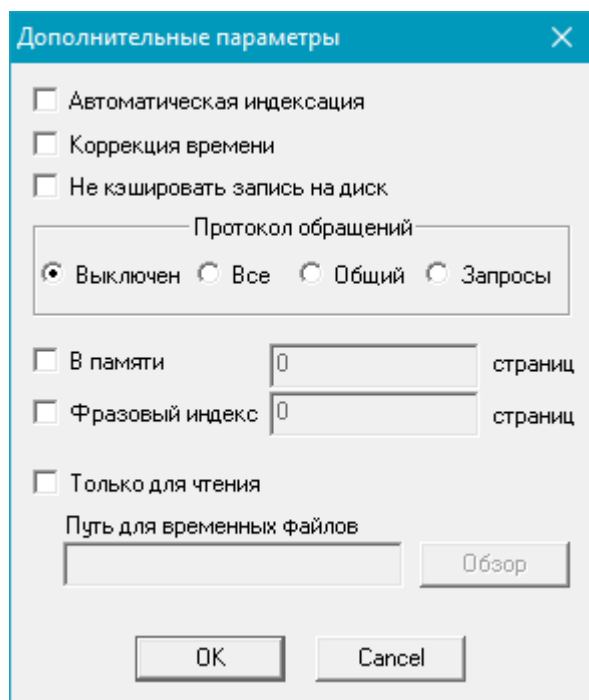 Дополнительные параметры
Автоматическая индексация
Коррекция времени
Не кэшировать запись на диск
Протокол обращений
Выключен Все Общий Запросы
В памяти 0 страниц
Фразовый индекс 0 страниц
Только для чтения
Путь для временных файлов
Обзор
OK Cancel